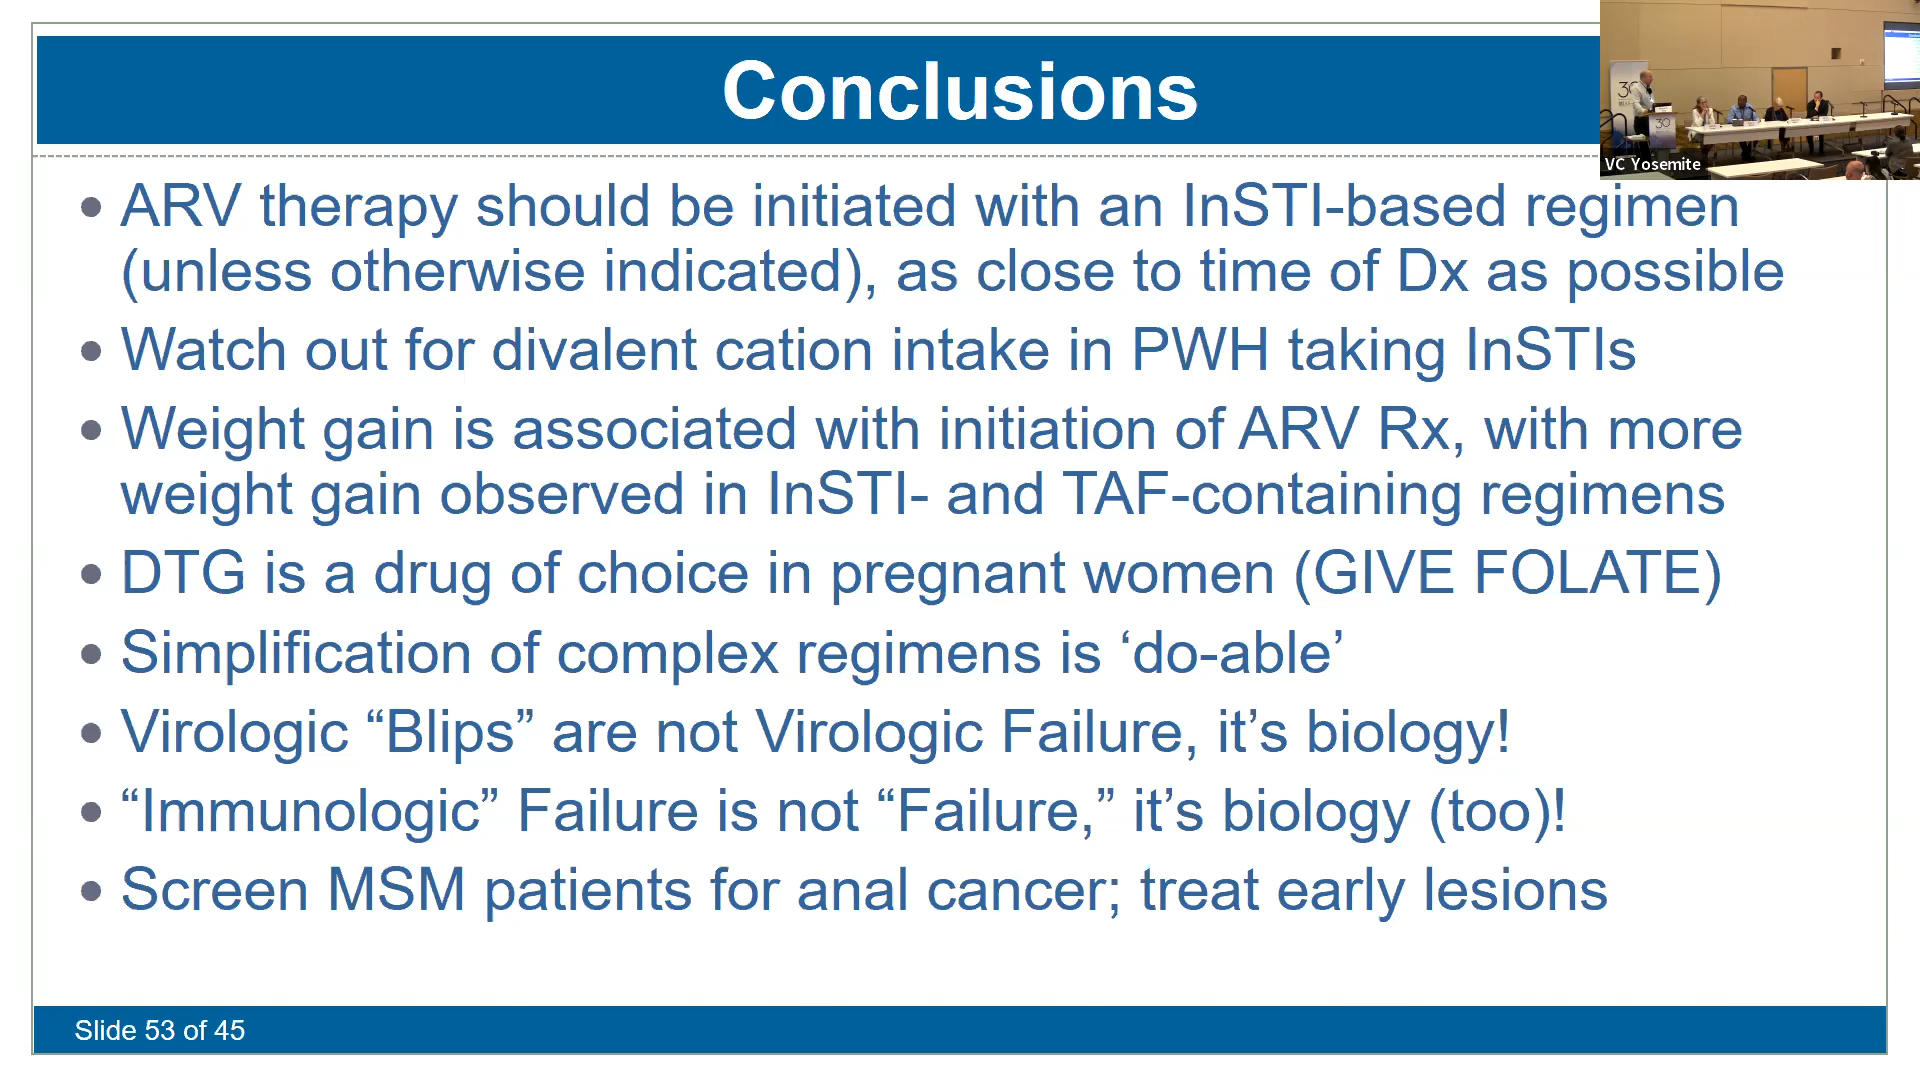 Conclusions
• ARV therapy should be initiated with an InSTI-based regimen
(unless otherwise indicated), as close to time of Dx as possible
• Watch out for divalent cation intake in PWH taking InSTIs
• Weight gain is associated with initiation of ARV Rx, with more
weight gain observed in InSTI- and TAF-containing regimens
• DTG is a drug of choice in pregnant women (GIVE FOLATE)
• Simplification of complex regimens is ‘do-able’
• Virologic “Blips” are not Virologic Failure, it’s biology!
• “Immunologic” Failure is not “Failure,” it’s biology (too)!
• Screen MSM patients for anal cancer; treat early lesions
Slide 53 of 45
30
30
VC Yosemite